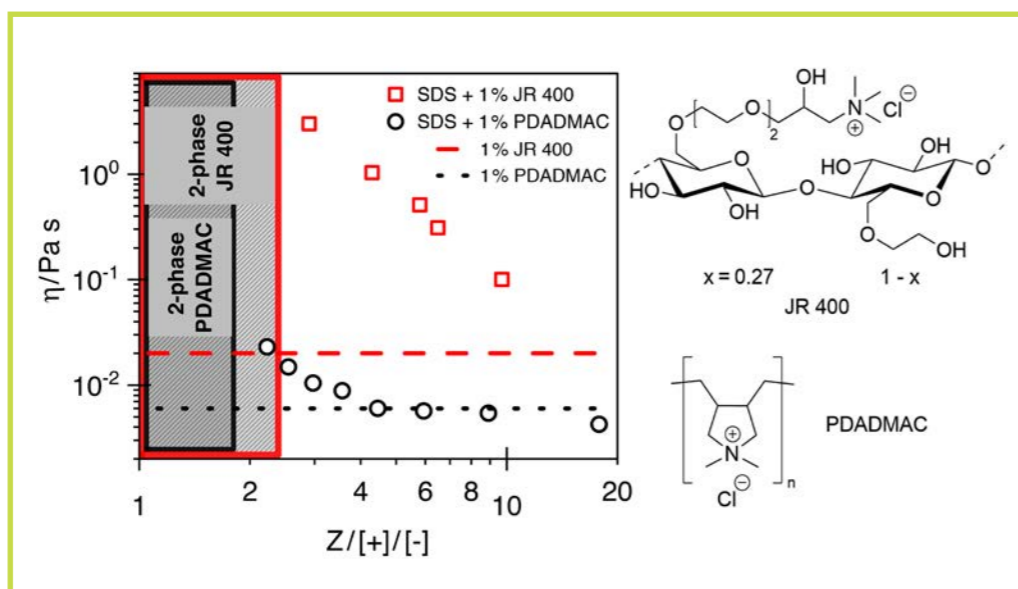 2-phase
JR 400
2-phase
PDADMAC
SDS + 1% JR 400
SDS + 1% PDADMAC
1% JR 400
1% PDADMAC
10⁰
10⁻¹
10⁻²
η/Pa s
1
2
4
6
8
10
20
Z/[+]/[-]
OH
O
O
2
N
⊕
Cl⊖
O
O
HO
OH
O
HO
OH
O
O
O
OH
x = 0.27
1 - x
JR 400
N
⊕
Cl⊖
n
PDADMAC